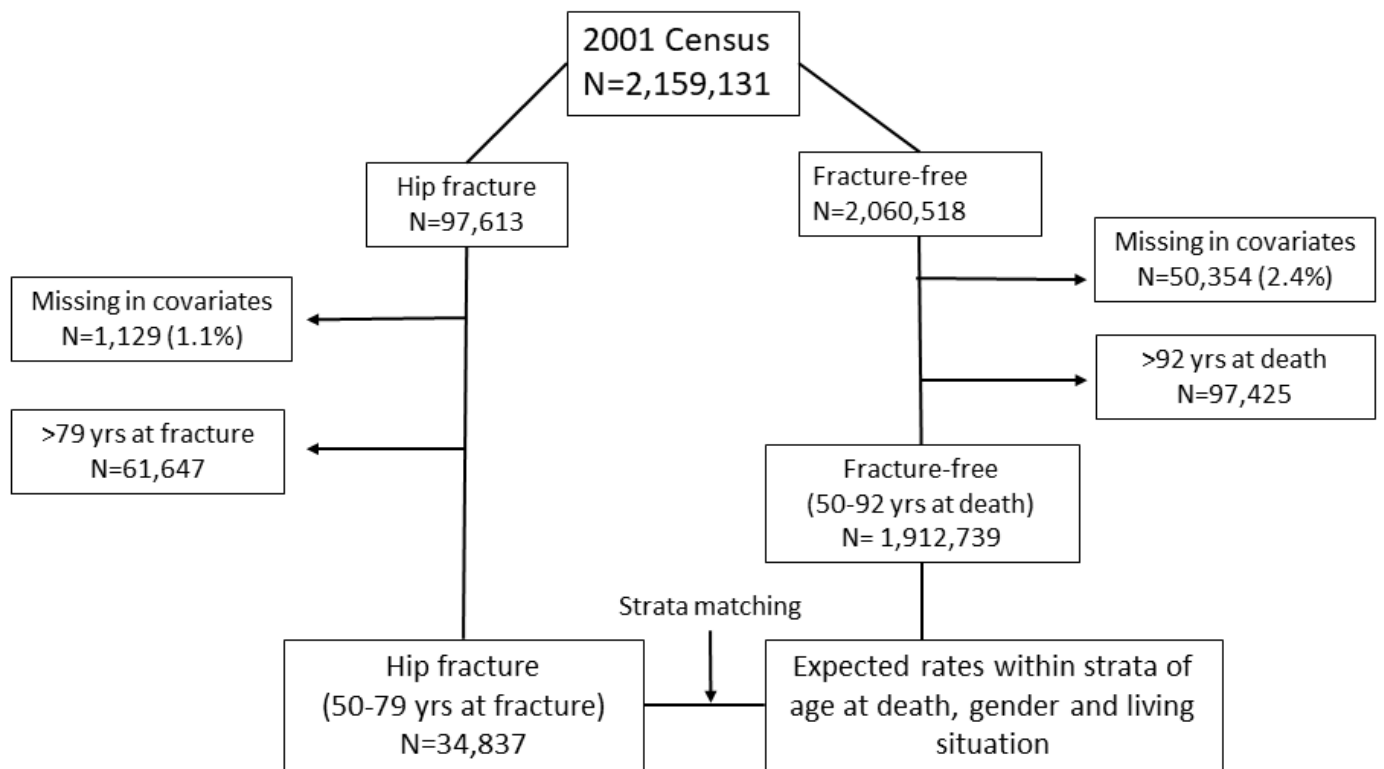 2001 Census
N=2,159,131
Hip fracture
N=97,613
Fracture-free
N=2,060,518
Missing in covariates
N=50,354 (2.4%)
Missing in covariates
N=1,129 (1.1%)
>92 yrs at death
N=97,425
>79 yrs at fracture
N=61,647
Fracture-free
(50-92 yrs at death)
N= 1,912,739
Strata matching
Hip fracture
(50-79 yrs at fracture)
N=34,837
Expected rates within strata of
age at death, gender and living
situation